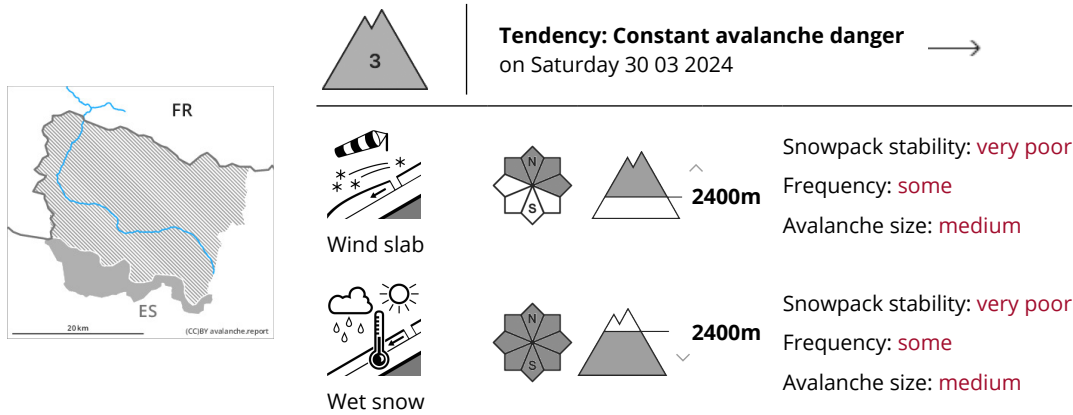 3
Tendency: Constant avalanche danger
on Saturday 30 03 2024
FR
ES
20 km
(CC)BY avalanche.report
Wind slab
N
S
2400m
Snowpack stability: very poor
Frequency: some
Avalanche size: medium
Wet snow
N
S
2400m
Snowpack stability: very poor
Frequency: some
Avalanche size: medium